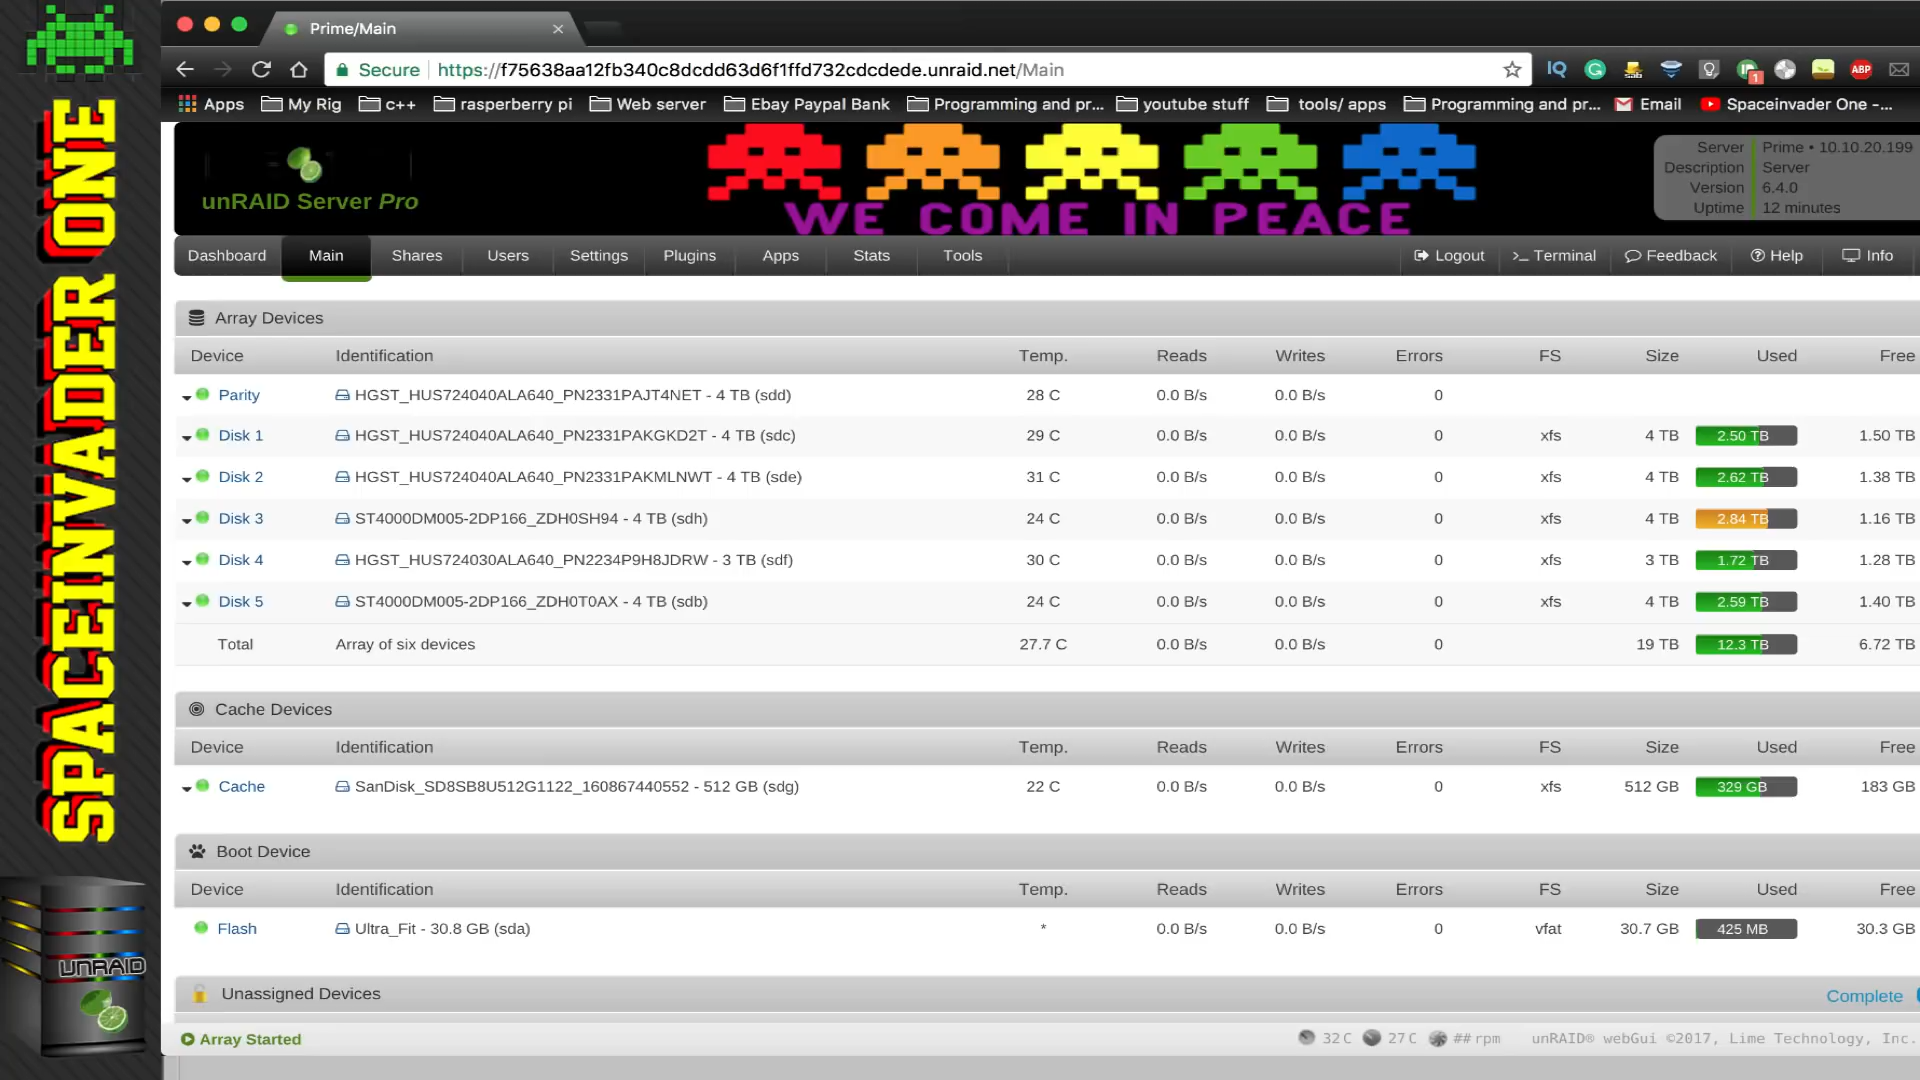 SPACEINVADER ONE
UNRAID
Prime/Main
Secure https://f75638aa12fb340c8dcdd63d6f1ffd732cdcdede.unraid.net/Main
IQ G sab 1 ABP
Apps My Rig c++ rasperberry pi Web server Ebay Paypal Bank Programming and pr... youtube stuff tools/ apps Programming and pr... Email Spaceinvader One -...
unRAID Server Pro
WE COME IN PEACE
Server Prime • 10.10.20.199
Description Server
Version 6.4.0
Uptime 12 minutes
Dashboard Main Shares Users Settings Plugins Apps Stats Tools Logout >_ Terminal Feedback Help Info
Array Devices
Device Identification Temp. Reads Writes Errors FS Size Used Free
Parity HGST_HUS724040ALA640_PN2331PAJT4NET - 4 TB (sdd) 28 C 0.0 B/s 0.0 B/s 0
Disk 1 HGST_HUS724040ALA640_PN2331PAKGKD2T - 4 TB (sdc) 29 C 0.0 B/s 0.0 B/s 0 xfs 4 TB 2.50 TB 1.50 TB
Disk 2 HGST_HUS724040ALA640_PN2331PAKMLNWT - 4 TB (sde) 31 C 0.0 B/s 0.0 B/s 0 xfs 4 TB 2.62 TB 1.38 TB
Disk 3 ST4000DM005-2DP166_ZDH0SH94 - 4 TB (sdh) 24 C 0.0 B/s 0.0 B/s 0 xfs 4 TB 2.84 TB 1.16 TB
Disk 4 HGST_HUS724030ALA640_PN2234P9H8JDRW - 3 TB (sdf) 30 C 0.0 B/s 0.0 B/s 0 xfs 3 TB 1.72 TB 1.28 TB
Disk 5 ST4000DM005-2DP166_ZDH0T0AX - 4 TB (sdb) 24 C 0.0 B/s 0.0 B/s 0 xfs 4 TB 2.59 TB 1.40 TB
Total Array of six devices 27.7 C 0.0 B/s 0.0 B/s 0 19 TB 12.3 TB 6.72 TB
Cache Devices
Device Identification Temp. Reads Writes Errors FS Size Used Free
Cache SanDisk_SD8SB8U512G1122_160867440552 - 512 GB (sdg) 22 C 0.0 B/s 0.0 B/s 0 xfs 512 GB 329 GB 183 GB
Boot Device
Device Identification Temp. Reads Writes Errors FS Size Used Free
Flash Ultra_Fit - 30.8 GB (sda) * 0.0 B/s 0.0 B/s 0 vfat 30.7 GB 425 MB 30.3 GB
Unassigned Devices Complete
Array Started 32 C 27 C ## rpm unRAID® webGui ©2017, Lime Technology, Inc.